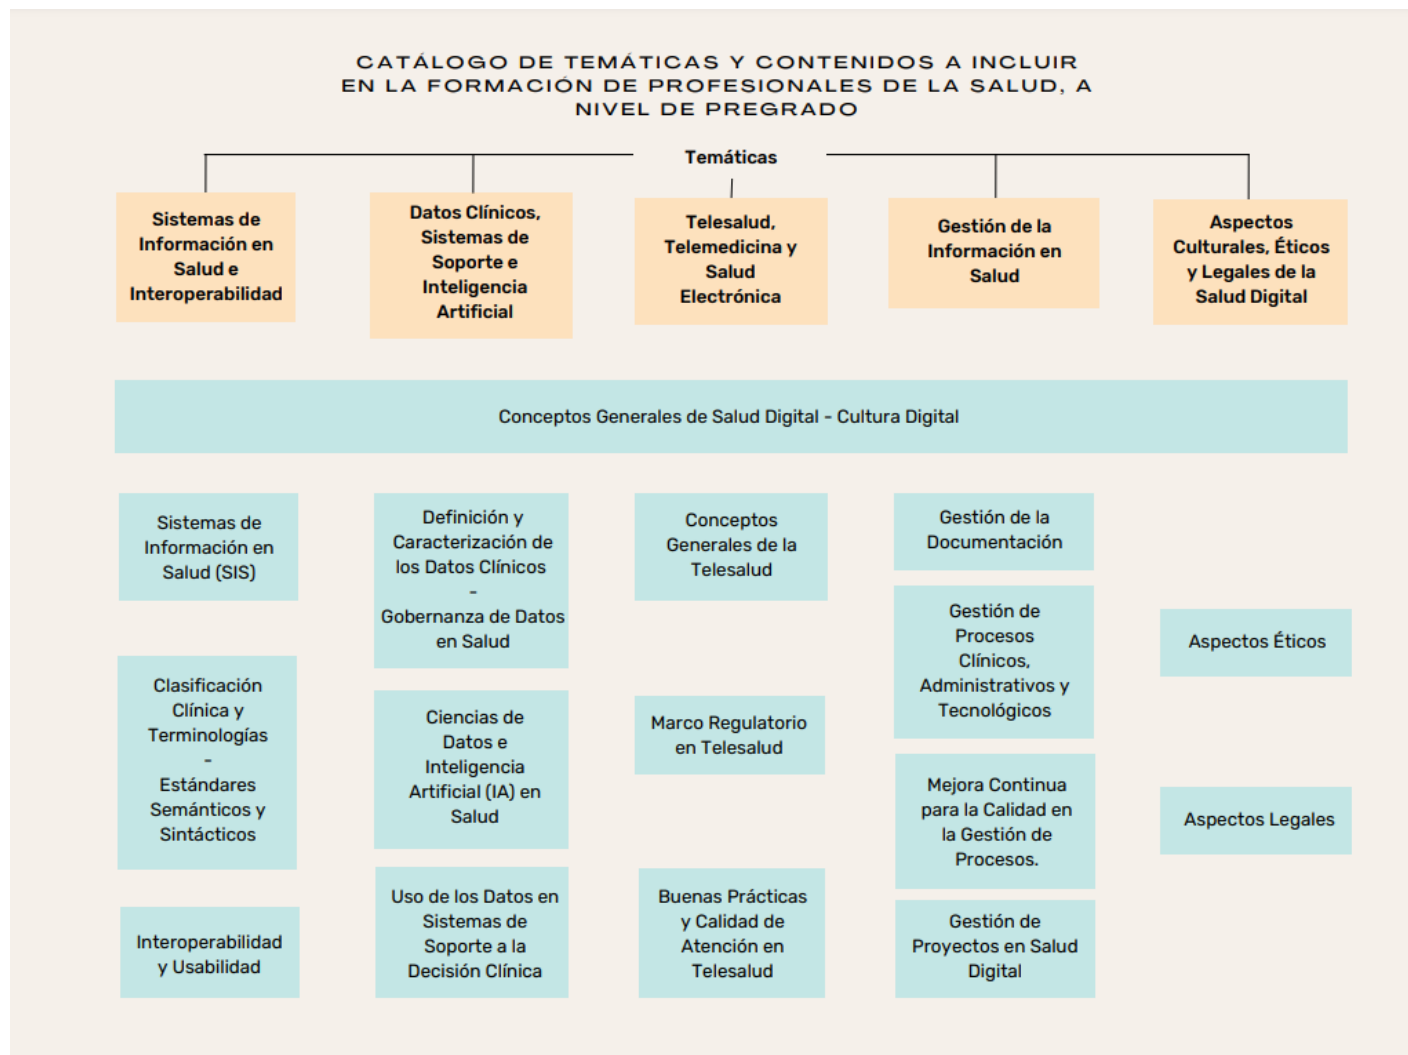 CATÁLOGO DE TEMÁTICAS Y CONTENIDOS A INCLUIR
EN LA FORMACIÓN DE PROFESIONALES DE LA SALUD, A
NIVEL DE PREGRADO
Temáticas
Sistemas de
Información en
Salud e
Interoperabilidad
Datos Clínicos,
Sistemas de
Soporte e
Inteligencia
Artificial
Telesalud,
Telemedicina y
Salud
Electrónica
Gestión de la
Información en
Salud
Aspectos
Culturales, Éticos
y Legales de la
Salud Digital
Conceptos Generales de Salud Digital - Cultura Digital
Sistemas de
Información en
Salud (SIS)
Clasificación
Clínica y
Terminologías
-
Estándares
Semánticos y
Sintácticos
Interoperabilidad
y Usabilidad
Definición y
Caracterización de
los Datos Clínicos
-
Gobernanza de Datos
en Salud
Ciencias de
Datos e
Inteligencia
Artificial (IA) en
Salud
Uso de los Datos en
Sistemas de
Soporte a la
Decisión Clínica
Conceptos
Generales de la
Telesalud
Marco Regulatorio
en Telesalud
Buenas Prácticas
y Calidad de
Atención en
Telesalud
Gestión de la
Documentación
Gestión de
Procesos
Clínicos,
Administrativos y
Tecnológicos
Mejora Continua
para la Calidad en
la Gestión de
Procesos.
Gestión de
Proyectos en Salud
Digital
Aspectos Éticos
Aspectos Legales